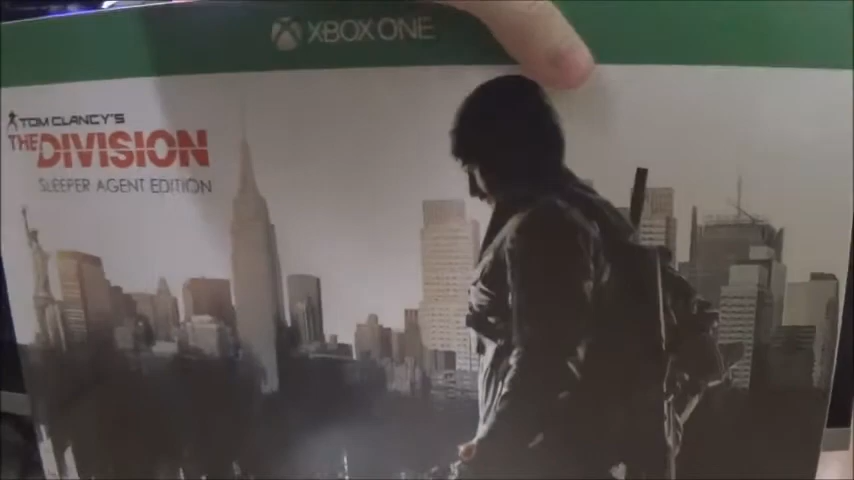 XBOX ONE
TOM CLANCY'S
THE DIVISION
SLEEPER AGENT EDITION